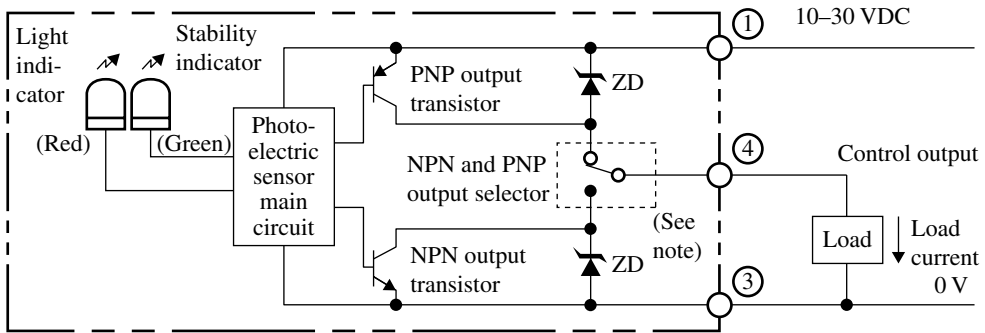 Light
indi-
cator
Stability
indicator
(Red)
(Green)
Photo-
electric
sensor
main
circuit
PNP output
transistor
ZD
NPN and PNP
output selector
(See
note)
NPN output
transistor
ZD
1
10–30 VDC
4
Control output
Load
Load
current
3
0 V